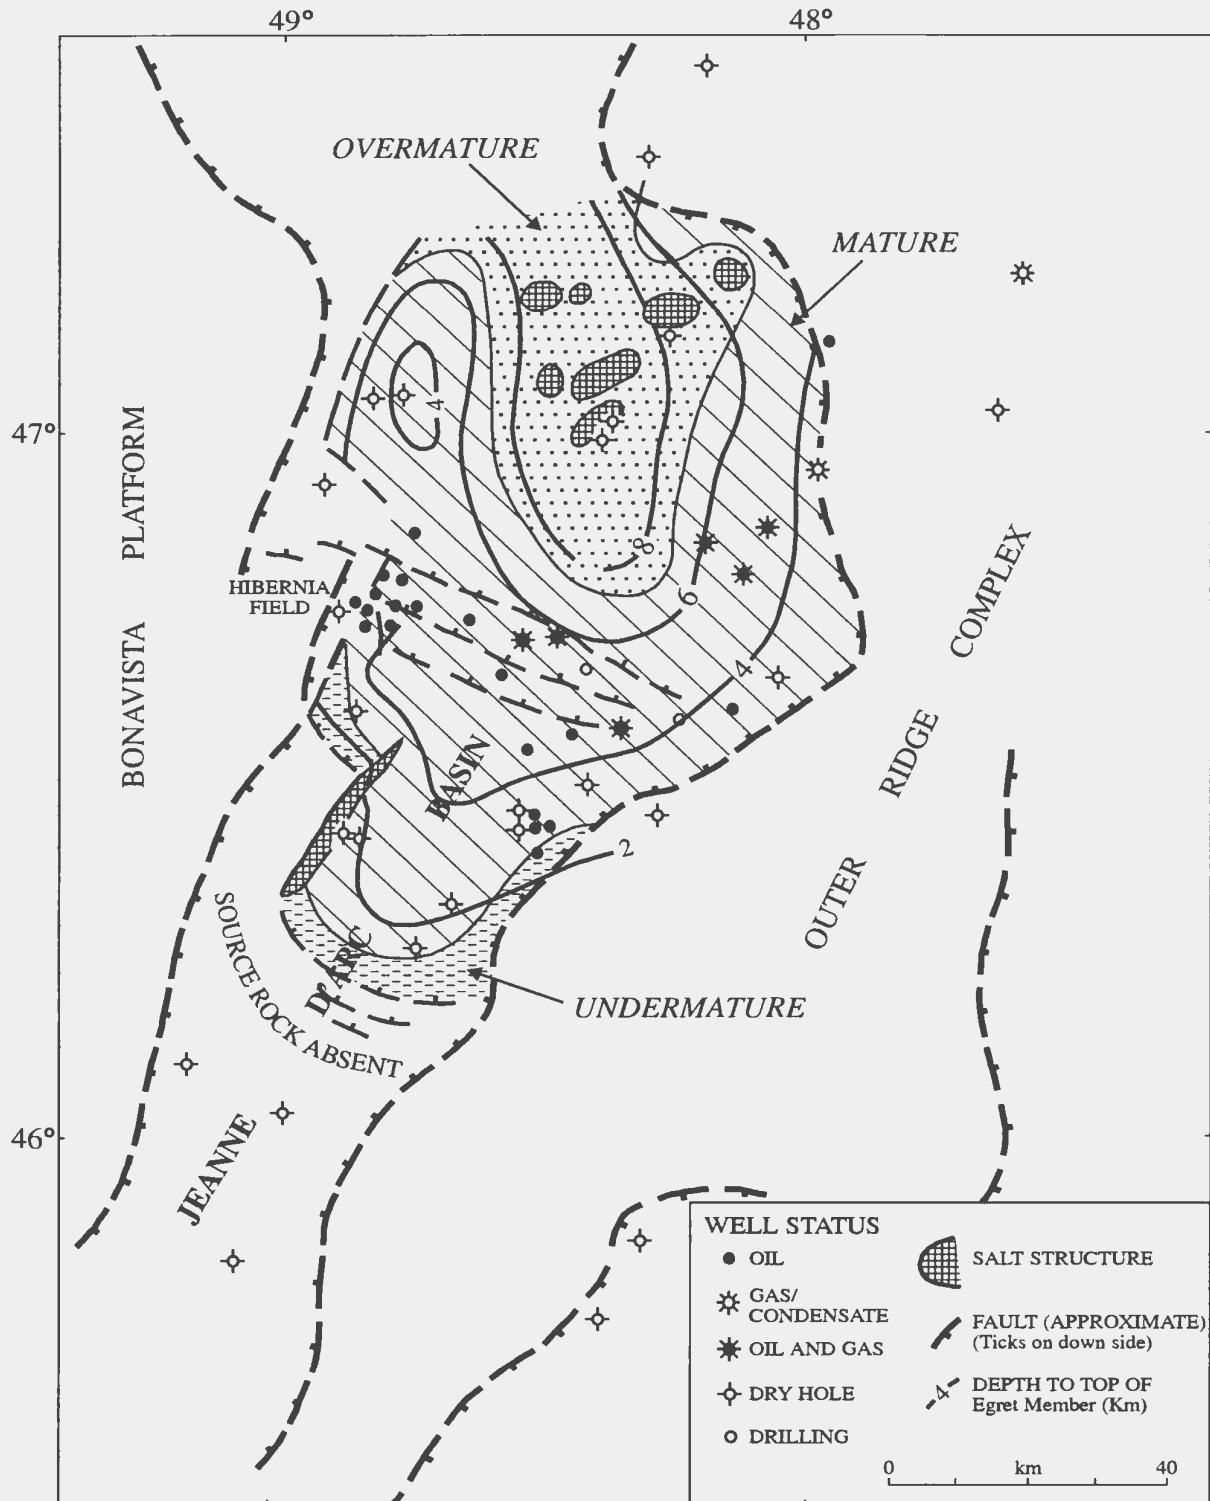 49°
48°
OVERMATURE
MATURE
47°
4
PLATFORM
BONAVISTA
HIBERNIA
FIELD
8
6
4
2
COMPLEX
RIDGE
OUTER
BASIN
D'ARC
JEANNE
SOURCE ROCK ABSENT
UNDERMATURE
46°
WELL STATUS
OIL
GAS/
CONDENSATE
OIL AND GAS
DRY HOLE
DRILLING
SALT STRUCTURE
FAULT (APPROXIMATE)
(Ticks on down side)
4
DEPTH TO TOP OF
Egret Member (Km)
0 km 40